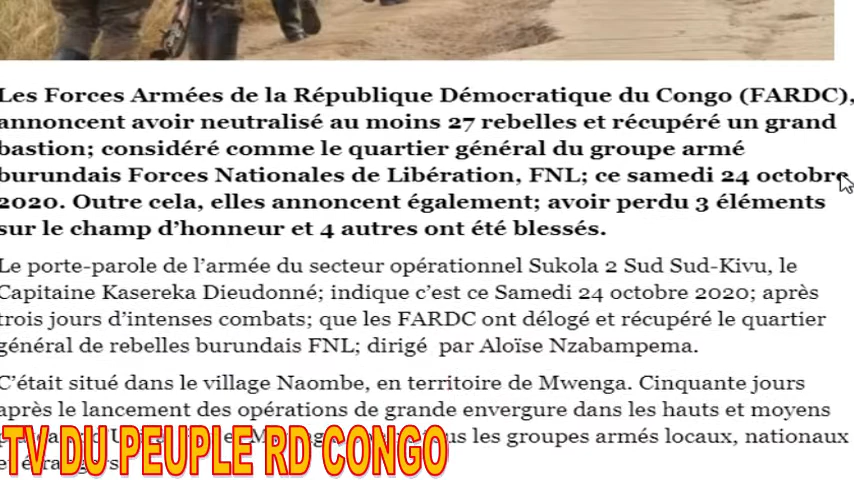 Les Forces Armées de la République Démocratique du Congo (FARDC),
annoncent avoir neutralisé au moins 27 rebelles et récupéré un grand
bastion; considéré comme le quartier général du groupe armé
burundais Forces Nationales de Libération, FNL; ce samedi 24 octobre
2020. Outre cela, elles annoncent également; avoir perdu 3 éléments
sur le champ d’honneur et 4 autres ont été blessés.
Le porte-parole de l’armée du secteur opérationnel Sukola 2 Sud Sud-Kivu, le
Capitaine Kasereka Dieudonné; indique c’est ce Samedi 24 octobre 2020; après
trois jours d’intenses combats; que les FARDC ont délogé et récupéré le quartier
général de rebelles burundais FNL; dirigé par Aloïse Nzabampema.
C’était situé dans le village Naombe, en territoire de Mwenga. Cinquante jours
après le lancement des opérations de grande envergure dans les hauts et moyens
les groupes armés locaux, nationaux
TV DU PEUPLE RD CONGO